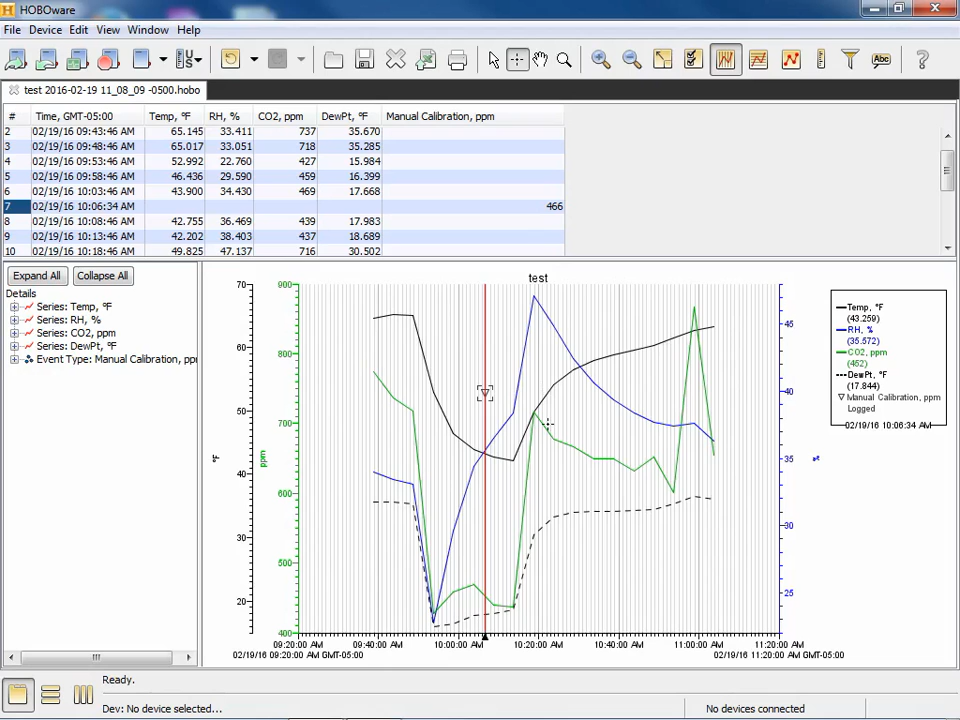 HOBOware
File Device Edit View Window Help
Abc
test 2016-02-19 11_08_09 -0500.hobo
# Time, GMT-05:00 Temp, °F RH, % CO2, ppm DewPt, °F Manual Calibration, ppm
2 02/19/16 09:43:46 AM 65.145 33.411 737 35.670
3 02/19/16 09:48:46 AM 65.017 33.051 718 35.285
4 02/19/16 09:53:46 AM 52.992 22.760 427 15.984
5 02/19/16 09:58:46 AM 46.436 29.590 459 16.399
6 02/19/16 10:03:46 AM 43.900 34.430 469 17.668
7 02/19/16 10:06:34 AM 466
8 02/19/16 10:08:46 AM 42.755 36.469 439 17.983
9 02/19/16 10:13:46 AM 42.202 38.403 437 18.689
10 02/19/16 10:18:46 AM 49.825 47.137 716 30.502
Expand All Collapse All
Details
Series: Temp, °F
Series: RH, %
Series: CO2, ppm
Series: DewPt, °F
Event Type: Manual Calibration, ppm
test
70 60 50 40 30 20
°F
900 800 700 600 500 400
ppm
45 40 35 30 25
Temp, °F
(43.259)
RH, %
(35.572)
CO2, ppm
(452)
DewPt, °F
(17.844)
Manual Calibration, ppm
Logged
02/19/16 10:06:34 AM
09:20:00 AM 09:40:00 AM 10:00:00 AM 10:20:00 AM 10:40:00 AM 11:00:00 AM 11:20:00 AM
02/19/16 09:20:00 AM GMT-05:00 02/19/16 11:20:00 AM GMT-05:00
Ready.
Dev: No device selected... No devices connected